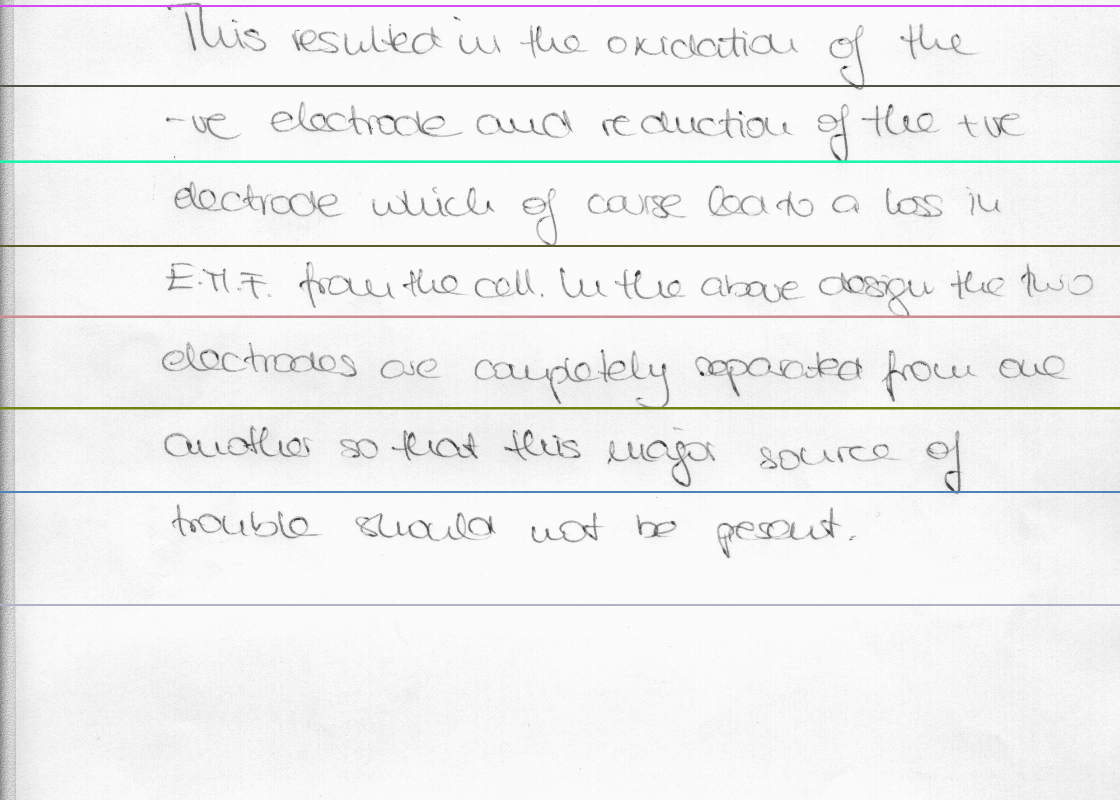 This resulted in the oxidation of the
-ve electrode and reduction of the +ve
electrode which of course lead to a loss in
E.M.F. from the cell. In the above design the two
electrodes are completely separated from one
another so that this major source of
trouble should not be present.